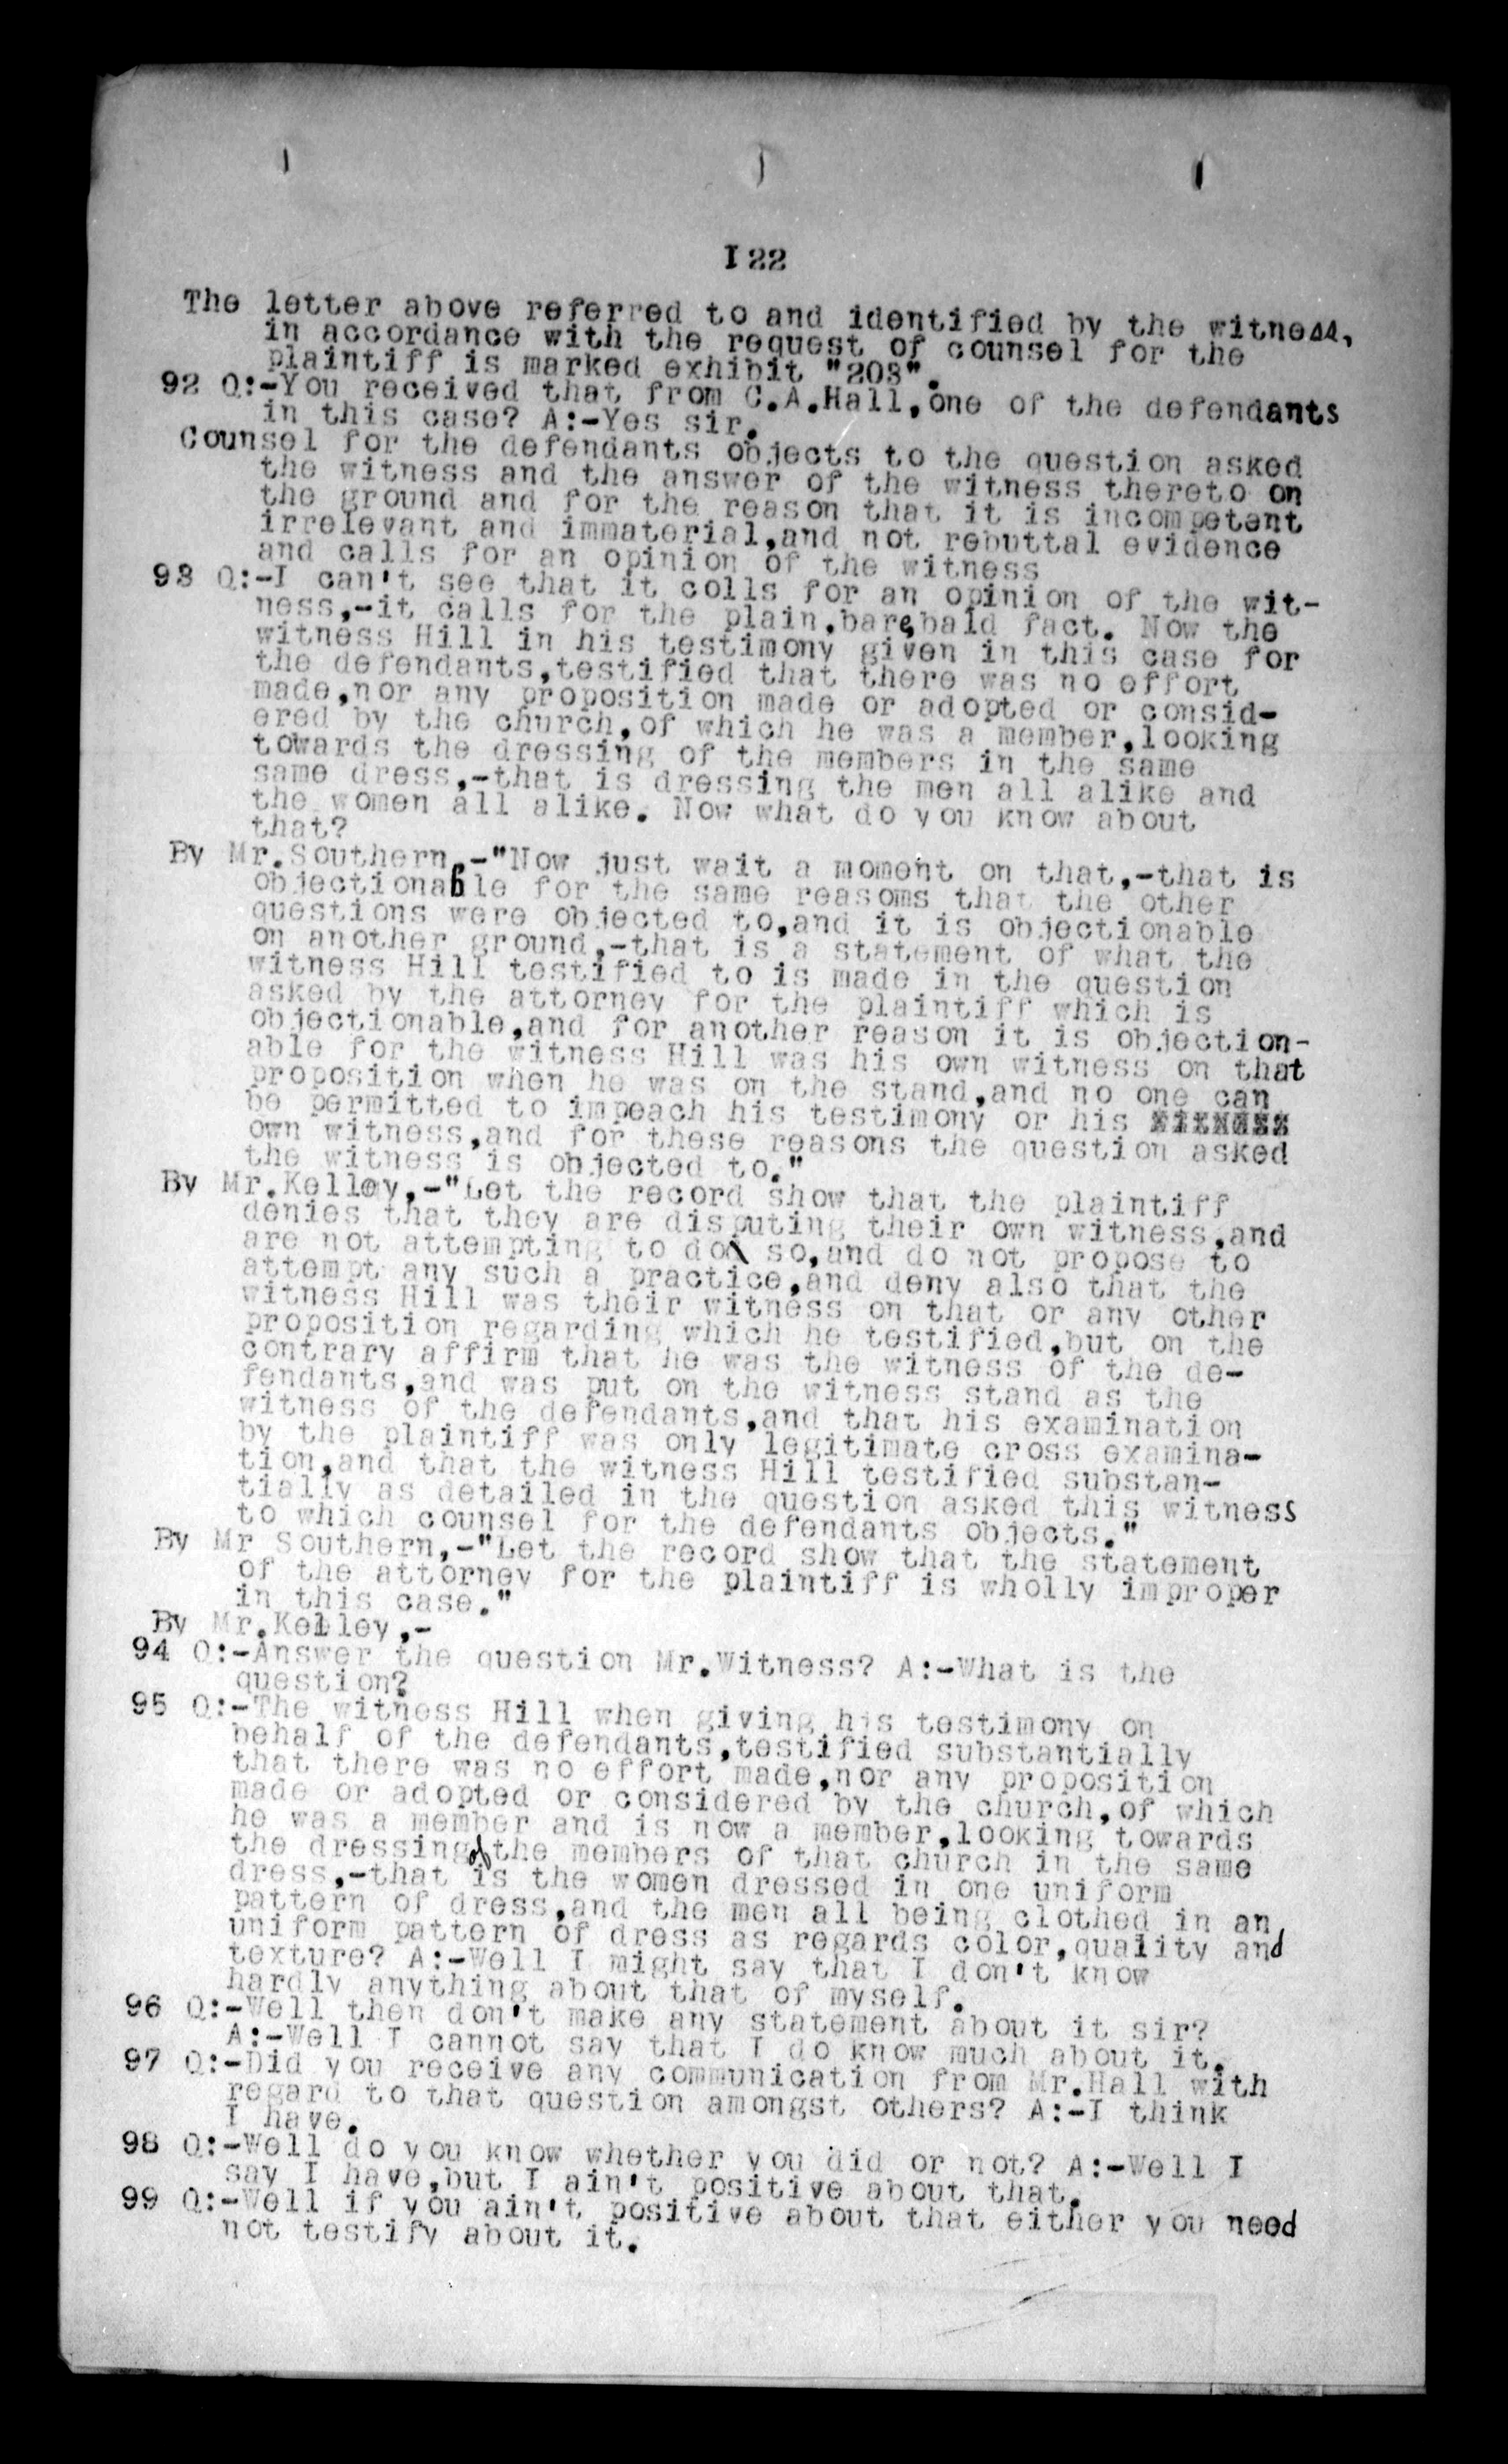 I22
The letter above referred to and identified by the witness,
in accordance with the request of counsel for the
plaintiff is marked exhibit "208".
92 Q:-You received that from C.A.Hall,one of the defendants
in this case? A:-Yes sir.
Counsel for the defendants objects to the question asked
the witness and the answer of the witness thereto on
the ground and for the reason that it is incompetent
irrelevant and immaterial,and not rebuttal evidence
and calls for an opinion of the witness
93 Q:-I can't see that it colls for an opinion of the wit-
ness,-it calls for the plain,bare,bald fact. Now the
witness Hill in his testimony given in this case for
the defendants,testified that there was no effort
made,nor any proposition made or adopted or consid-
ered by the church,of which he was a member,looking
towards the dressing of the members in the same
same dress,-that is dressing the men all alike and
the women all alike. Now what do you know about
that?
By Mr.Southern,-"Now just wait a moment on that,-that is
objectionable for the same reasoms that the other
questions were objected to,and it is objectionable
on another ground,-that is a statement of what the
witness Hill testified to is made in the question
asked by the attorney for the plaintiff which is
objectionable,and for another reason it is objection-
able for the witness Hill was his own witness on that
proposition when he was on the stand,and no one can
be permitted to impeach his testimony or his witness
own witness,and for these reasons the question asked
the witness is objected to."
By Mr.Kelley,-"Let the record show that the plaintiff
denies that they are disputing their own witness,and
are not attempting to do so,and do not propose to
attempt any such a practice,and deny also that the
witness Hill was their witness on that or any other
proposition regarding which he testified,but on the
contrary affirm that he was the witness of the de-
fendants,and was put on the witness stand as the
witness of the defendants,and that his examination
by the plaintiff was only legitimate cross examina-
tion,and that the witness Hill testified substan-
tially as detailed in the question asked this witness
to which counsel for the defendants objects."
By Mr Southern,-"Let the record show that the statement
of the attorney for the plaintiff is wholly improper
in this case."
By Mr.Kelley,-
94 Q:-Answer the question Mr.Witness? A:-What is the
question?
95 Q:-The witness Hill when giving his testimony on
behalf of the defendants,testified substantially
that there was no effort made,nor any proposition
made or adopted or considered by the church,of which
he was a member and is now a member,looking towards
the dressing of the members of that church in the same
dress,-that is the women dressed in one uniform
pattern of dress,and the men all being clothed in an
uniform pattern of dress as regards color,quality and
texture? A:-Well I might say that I don't know
hardly anything about that of myself.
96 Q:-Well then don't make any statement about it sir?
A:-Well I cannot say that I do know much about it.
97 Q:-Did you receive any communication from Mr.Hall with
regard to that question amongst others? A:-I think
I have.
98 Q:-Well do you know whether you did or not? A:-Well I
say I have,but I ain't positive about that.
99 Q:-Well if you ain't positive about that either you need
not testify about it.